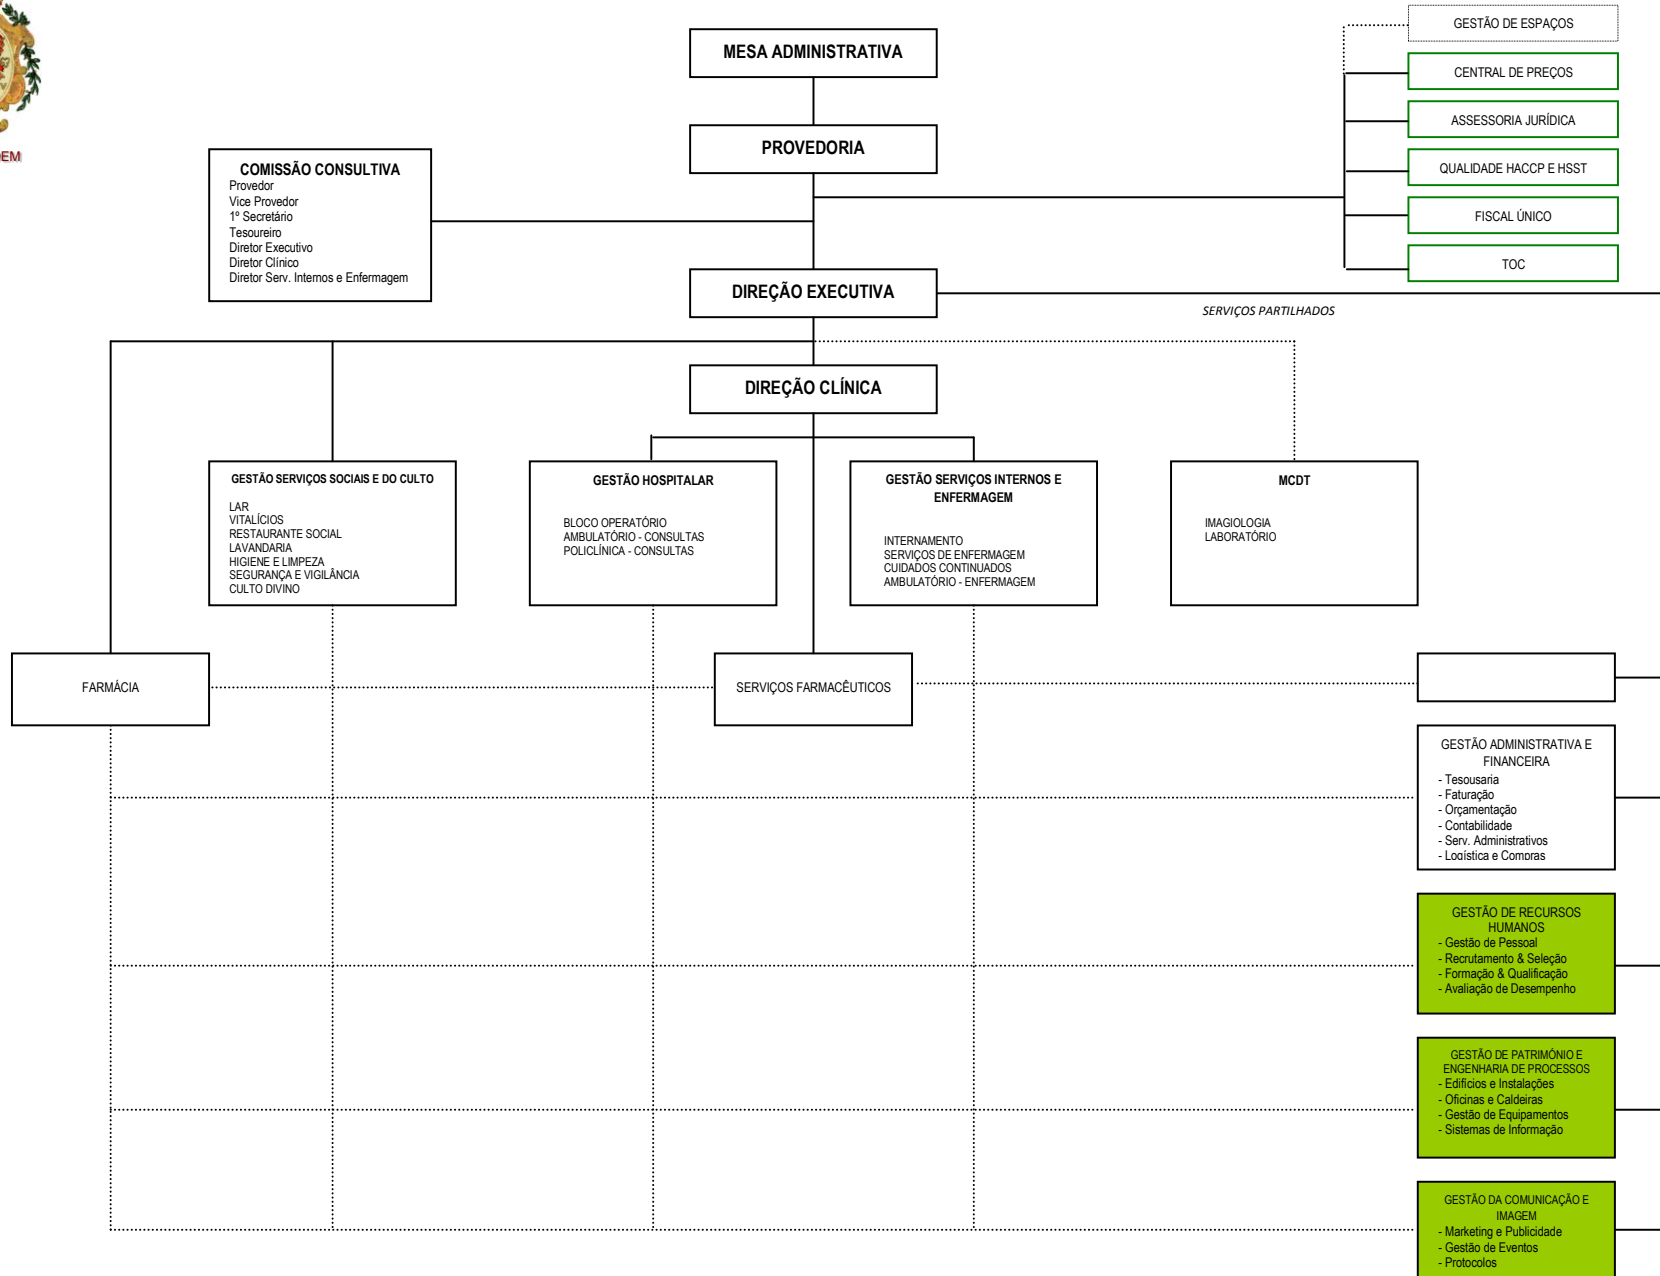 EM
MESA ADMINISTRATIVA
PROVEDORIA
COMISSÃO CONSULTIVA
Provedor
Vice Provedor
1º Secretário
Tesoureiro
Diretor Executivo
Diretor Clínico
Diretor Serv. Internos e Enfermagem
GESTÃO DE ESPAÇOS
CENTRAL DE PREÇOS
ASSESSORIA JURÍDICA
QUALIDADE HACCP E HSST
FISCAL ÚNICO
TOC
DIREÇÃO EXECUTIVA
SERVIÇOS PARTILHADOS
DIREÇÃO CLÍNICA
GESTÃO SERVIÇOS SOCIAIS E DO CULTO
LAR
VITALÍCIOS
RESTAURANTE SOCIAL
LAVANDARIA
HIGIENE E LIMPEZA
SEGURANÇA E VIGILÂNCIA
CULTO DIVINO
GESTÃO HOSPITALAR
BLOCO OPERATÓRIO
AMBULATÓRIO - CONSULTAS
POLICLÍNICA - CONSULTAS
GESTÃO SERVIÇOS INTERNOS E
ENFERMAGEM
INTERNAMENTO
SERVIÇOS DE ENFERMAGEM
CUIDADOS CONTINUADOS
AMBULATÓRIO - ENFERMAGEM
MCDT
IMAGIOLOGIA
LABORATÓRIO
FARMÁCIA
SERVIÇOS FARMACÊUTICOS
GESTÃO ADMINISTRATIVA E
FINANCEIRA
- Tesousaria
- Faturação
- Orçamentação
- Contabilidade
- Serv. Administrativos
- Logística e Compras
GESTÃO DE RECURSOS
HUMANOS
- Gestão de Pessoal
- Recrutamento & Seleção
- Formação & Qualificação
- Avaliação de Desempenho
GESTÃO DE PATRIMÓNIO E
ENGENHARIA DE PROCESSOS
- Edifícios e Instalações
- Oficinas e Caldeiras
- Gestão de Equipamentos
- Sistemas de Informação
GESTÃO DA COMUNICAÇÃO E
IMAGEM
- Marketing e Publicidade
- Gestão de Eventos
- Protocolos